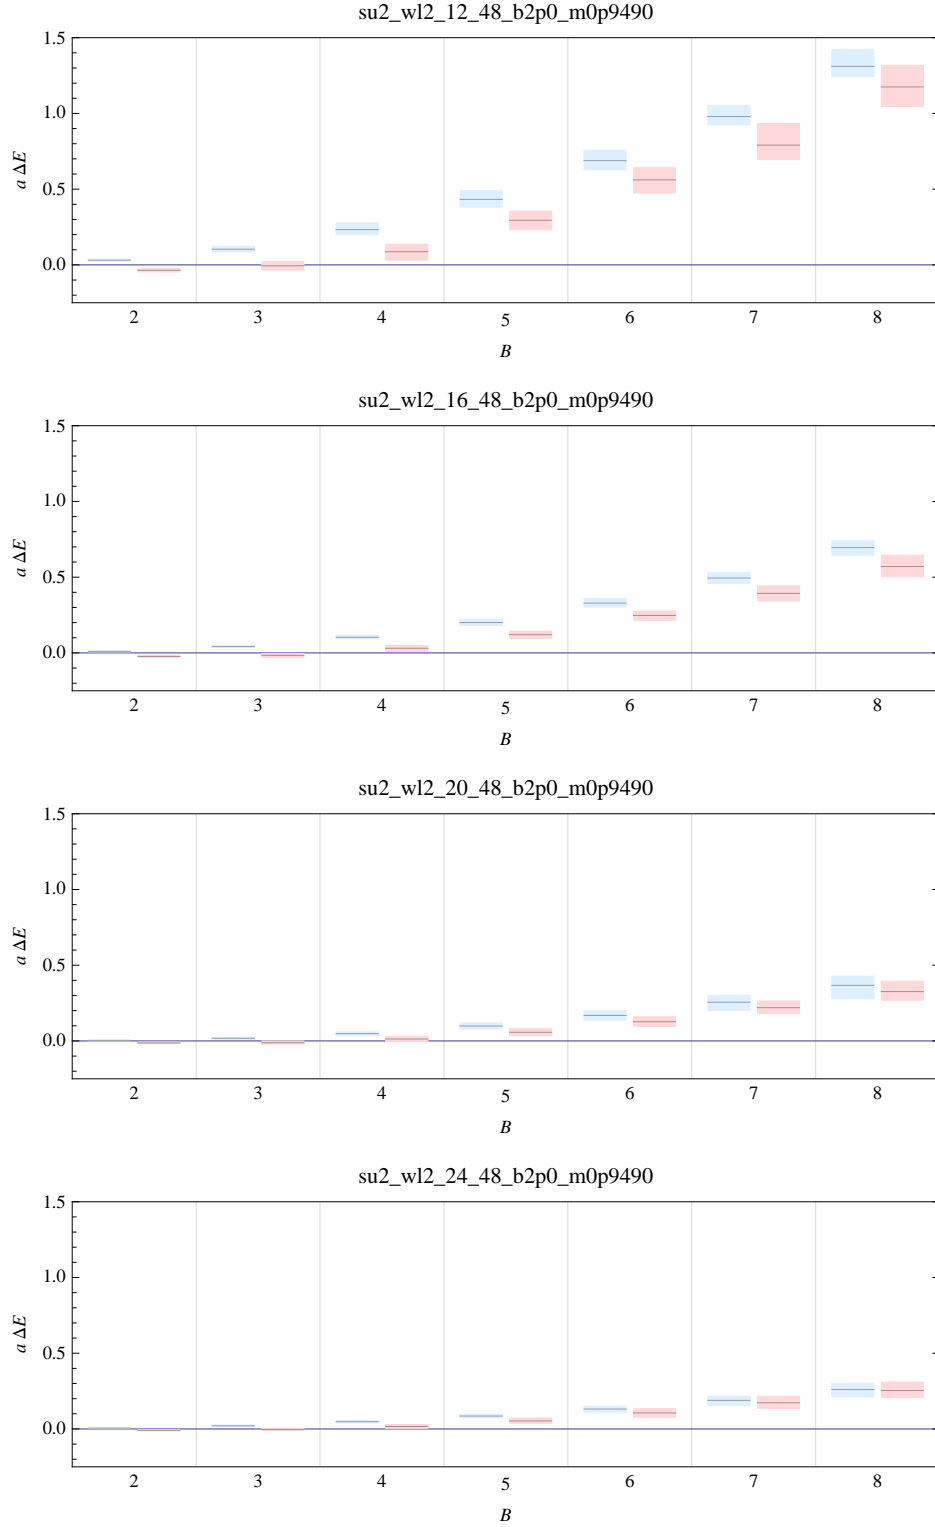 su2_wl2_12_48_b2p0_m0p9490
1.5
1.0
a ΔE
0.5
0.0
2 3 4 5 6 7 8
B
su2_wl2_16_48_b2p0_m0p9490
1.5
1.0
a ΔE
0.5
0.0
2 3 4 5 6 7 8
B
su2_wl2_20_48_b2p0_m0p9490
1.5
1.0
a ΔE
0.5
0.0
2 3 4 5 6 7 8
B
su2_wl2_24_48_b2p0_m0p9490
1.5
1.0
a ΔE
0.5
0.0
2 3 4 5 6 7 8
B